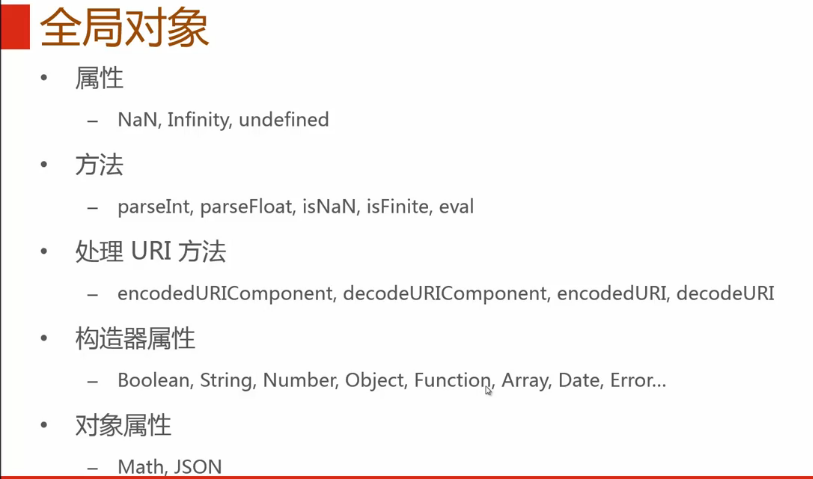 全局对象
• 属性
– NaN, Infinity, undefined
• 方法
– parseInt, parseFloat, isNaN, isFinite, eval
• 处理 URI 方法
– encodedURIComponent, decodeURIComponent, encodedURI, decodeURI
• 构造器属性
– Boolean, String, Number, Object, Function, Array, Date, Error...
• 对象属性
– Math, JSON